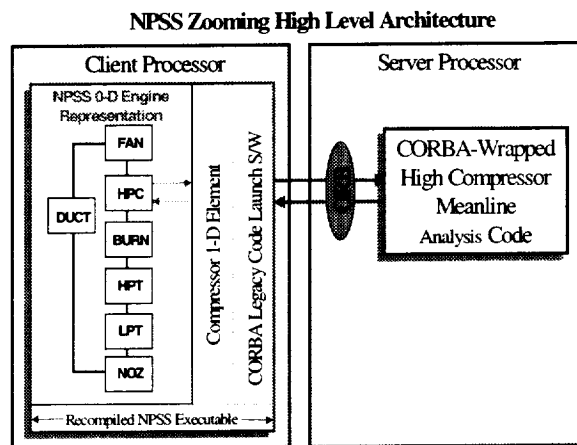 NPSS Zooming High Level Architecture
Client Processor
NPSS 0-D Engine
Representation
FAN
HPC
DUCT
BURN
HPT
LPT
NOZ
Compressor 1-D Element
CORBA Legacy Code Launch S/W
Recompiled NPSS Executable
Server Processor
CORBA-Wrapped
High Compressor
Meanline
Analysis Code